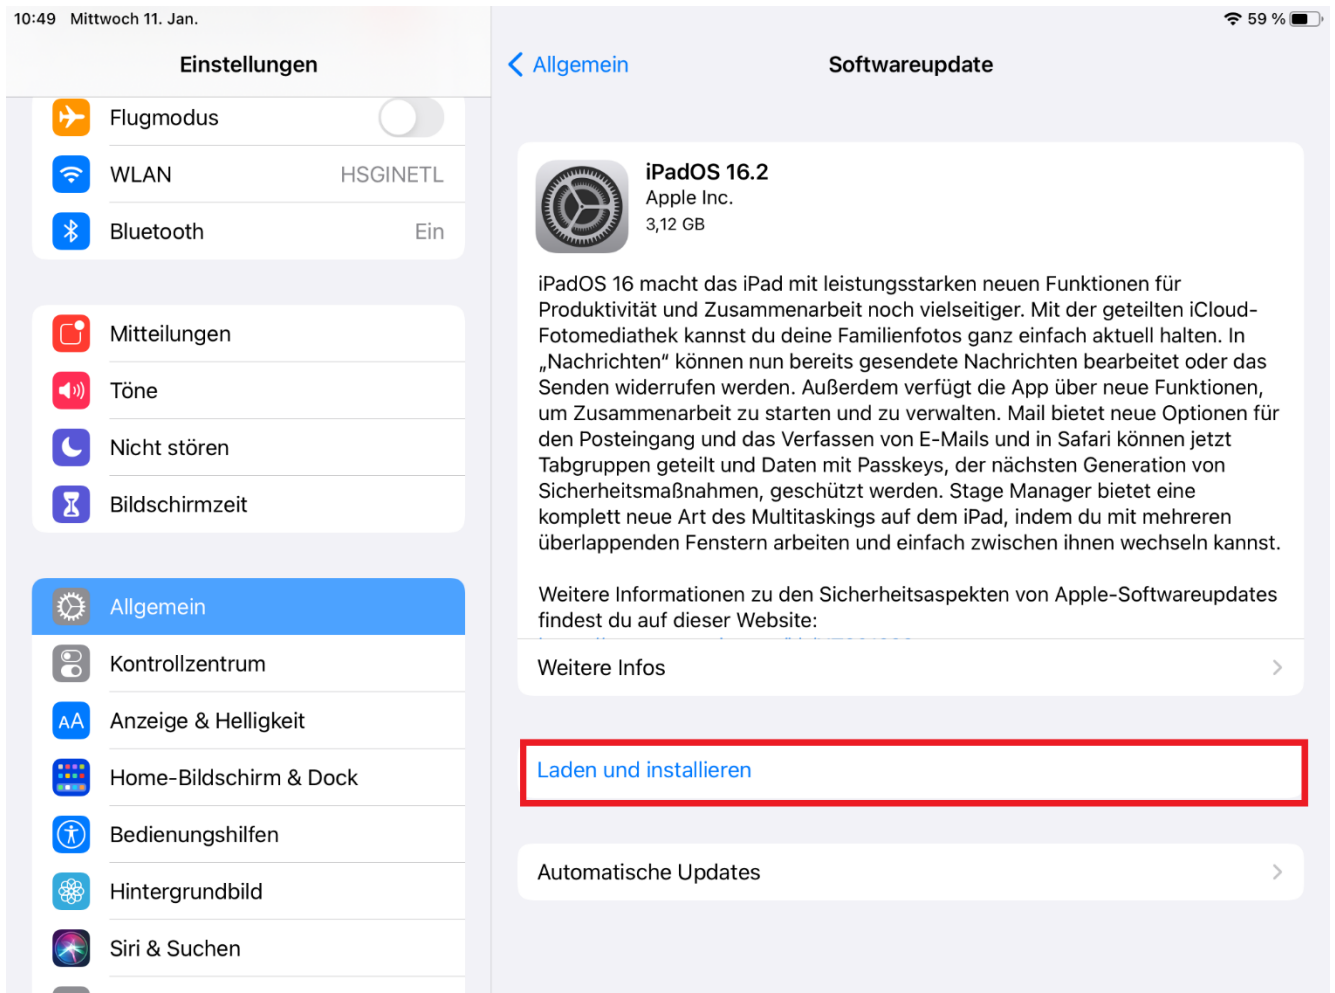 10:49 Mittwoch 11. Jan.
59 %
Einstellungen
Flugmodus
WLAN HSGINETL
Bluetooth Ein
Mitteilungen
Töne
Nicht stören
Bildschirmzeit
Allgemein
Kontrollzentrum
AA Anzeige & Helligkeit
Home-Bildschirm & Dock
Bedienungshilfen
Hintergrundbild
Siri & Suchen
Allgemein
Softwareupdate
iPadOS 16.2
Apple Inc.
3,12 GB
iPadOS 16 macht das iPad mit leistungsstarken neuen Funktionen für
Produktivität und Zusammenarbeit noch vielseitiger. Mit der geteilten iCloud-
Fotomediathek kannst du deine Familienfotos ganz einfach aktuell halten. In
„Nachrichten“ können nun bereits gesendete Nachrichten bearbeitet oder das
Senden widerrufen werden. Außerdem verfügt die App über neue Funktionen,
um Zusammenarbeit zu starten und zu verwalten. Mail bietet neue Optionen für
den Posteingang und das Verfassen von E-Mails und in Safari können jetzt
Tabgruppen geteilt und Daten mit Passkeys, der nächsten Generation von
Sicherheitsmaßnahmen, geschützt werden. Stage Manager bietet eine
komplett neue Art des Multitaskings auf dem iPad, indem du mit mehreren
überlappenden Fenstern arbeiten und einfach zwischen ihnen wechseln kannst.
Weitere Informationen zu den Sicherheitsaspekten von Apple-Softwareupdates
findest du auf dieser Website:
Weitere Infos
Laden und installieren
Automatische Updates